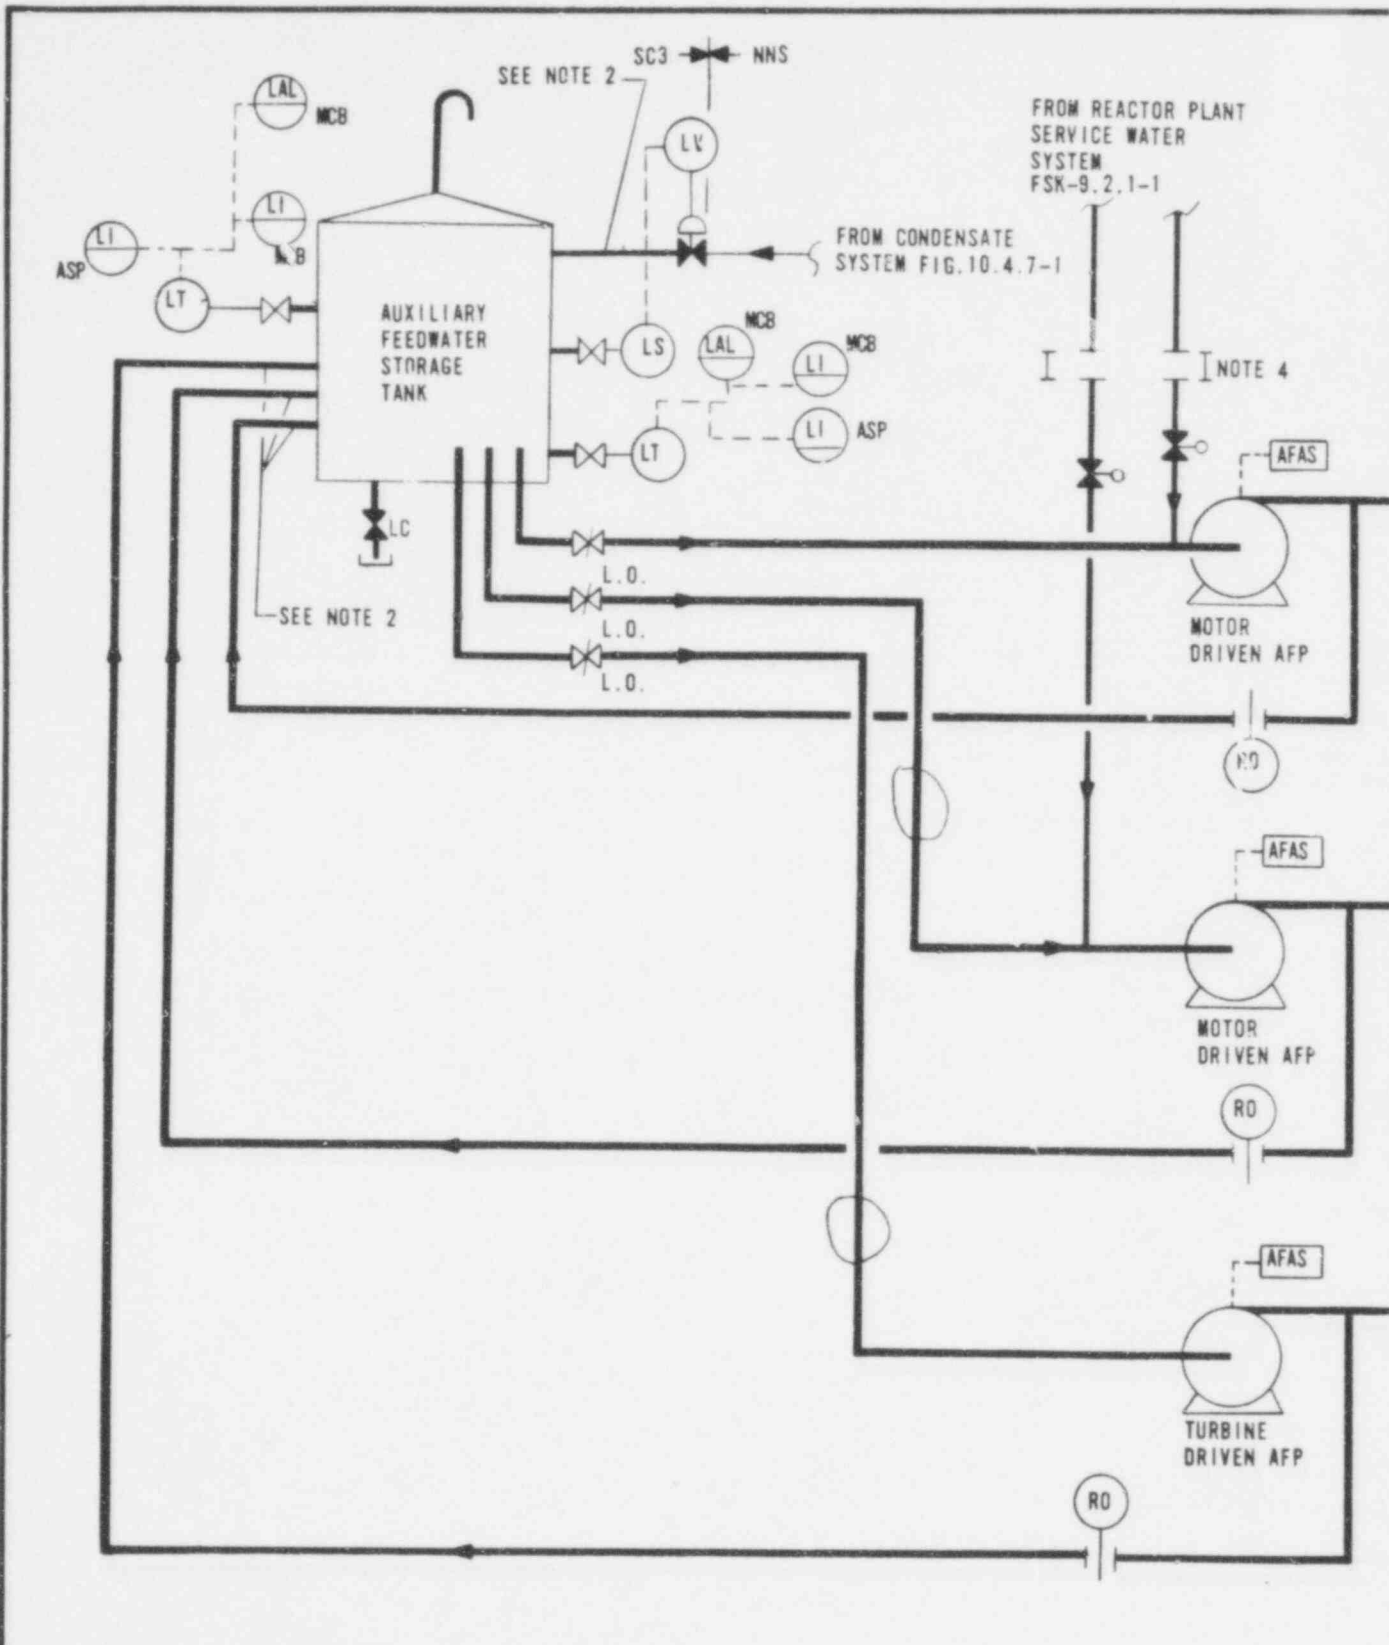 SC3
NNS
SEE NOTE 2
LAL
MCB
LV
FROM REACTOR PLANT
SERVICE WATER
SYSTEM
FSK-9.2.1-1
LI
LI
ASP
FROM CONDENSATE
SYSTEM FIG.10.4.7-1
LT
AUXILIARY
FEEDWATER
STORAGE
TANK
MCB
LS
LAL
MCB
LI
NOTE 4
LI
ASP
LT
AFAS
LC
L.O.
SEE NOTE 2
L.O.
MOTOR
DRIVEN AFP
L.O.
AFAS
MOTOR
DRIVEN AFP
RO
AFAS
TURBINE
DRIVEN AFP
RO